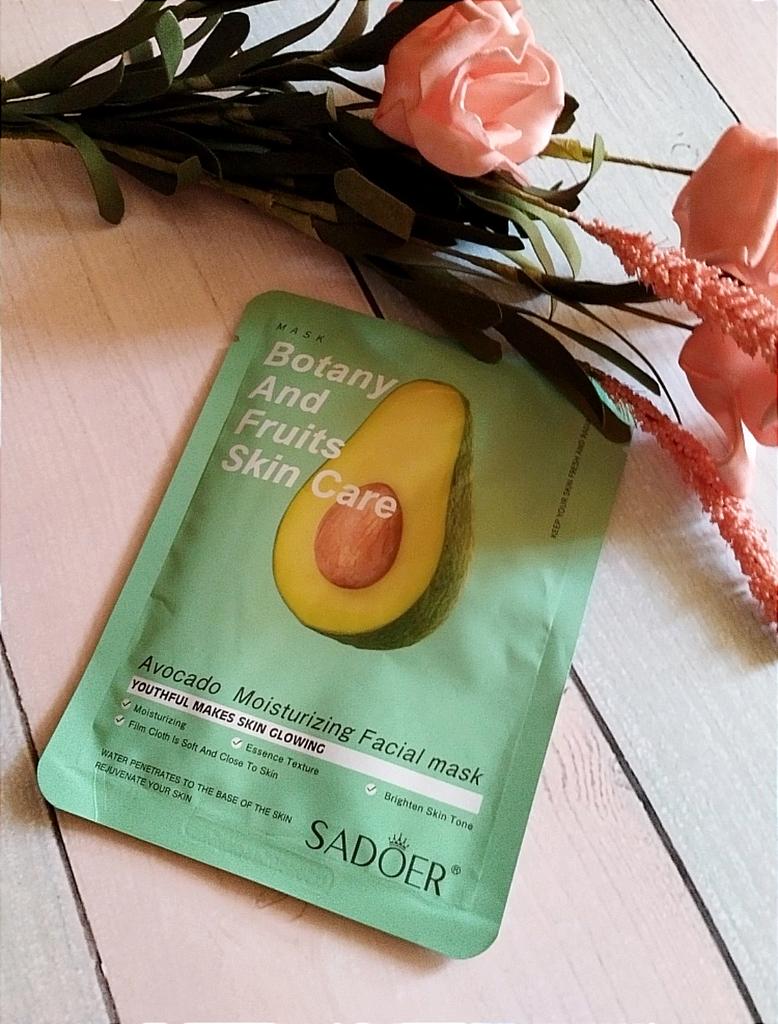 MASK
Botany
And
Fruits
Skin Care
KEEP YOUR SKIN FRESH AND
Avocado Moisturizing Facial mask
YOUTHFUL MAKES SKIN GLOWING
Moisturizing
Essence Texture
Brighten Skin Tone
Film Cloth Is Soft And Close To Skin
WATER PENETRATES TO THE BASE OF THE SKIN
REJUVENATE YOUR SKIN
SADOER®